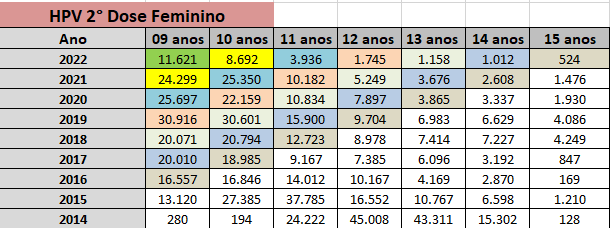 HPV 2° Dose Feminino
Ano 09 anos 10 anos 11 anos 12 anos 13 anos 14 anos 15 anos
2022 11.621 8.692 3.936 1.745 1.158 1.012 524
2021 24.299 25.350 10.182 5.249 3.676 2.608 1.476
2020 25.697 22.159 10.834 7.897 3.865 3.337 1.930
2019 30.916 30.601 15.900 9.704 6.983 6.629 4.086
2018 20.071 20.794 12.723 8.978 7.414 7.227 4.249
2017 20.010 18.985 9.167 7.385 6.096 3.192 847
2016 16.557 16.846 14.012 10.167 4.169 2.870 169
2015 13.120 27.385 37.785 16.552 10.767 6.598 1.210
2014 280 194 24.222 45.008 43.311 15.302 128